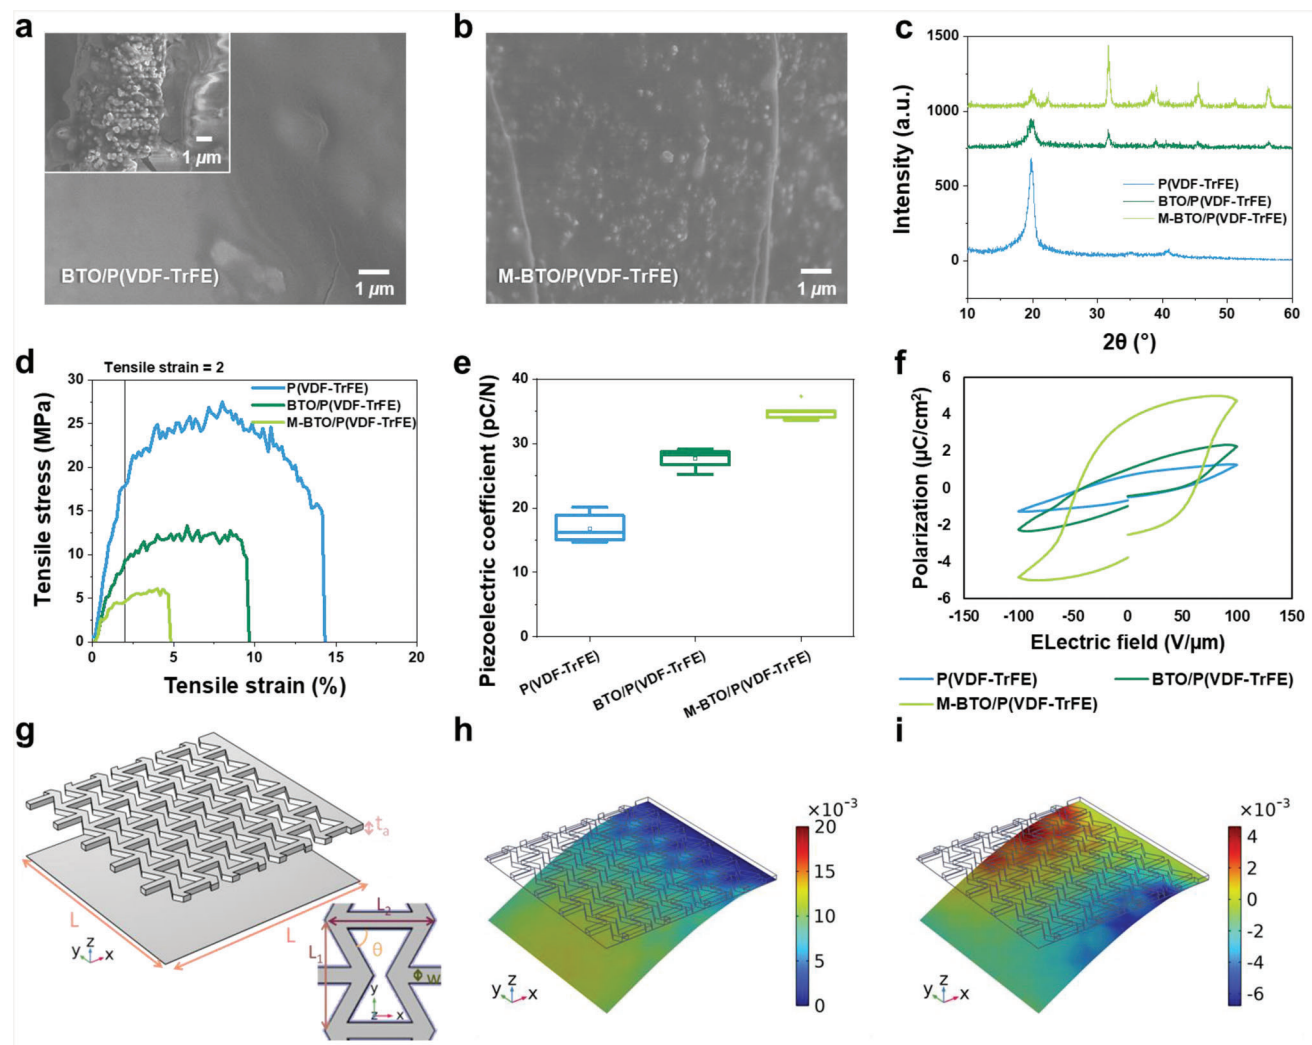 a
1 µm
BTO/P(VDF-TrFE)
1 µm
b
M-BTO/P(VDF-TrFE)
1 µm
c
1500
1000
500
0
Intensity (a.u.)
P(VDF-TrFE)
BTO/P(VDF-TrFE)
M-BTO/P(VDF-TrFE)
10 20 30 40 50 60
2θ (°)
d
Tensile strain = 2
30
25
20
15
10
5
0
Tensile stress (MPa)
P(VDF-TrFE)
BTO/P(VDF-TrFE)
M-BTO/P(VDF-TrFE)
0 5 10 15 20
Tensile strain (%)
e
40
30
20
10
0
Piezoelectric coefficient (pC/N)
P(VDF-TrFE)
BTO/P(VDF-TrFE)
M-BTO/P(VDF-TrFE)
f
6
4
2
0
-2
-4
-6
Polarization (µC/cm²)
-150 -100 -50 0 50 100 150
ELectric field (V/µm)
P(VDF-TrFE) BTO/P(VDF-TrFE)
M-BTO/P(VDF-TrFE)
g
tₐ
L
L
y z x
L₂
L₁
θ
w
y
z x
h
×10⁻³
20
15
10
5
0
y z x
i
×10⁻³
4
2
0
-2
-4
-6
y z x